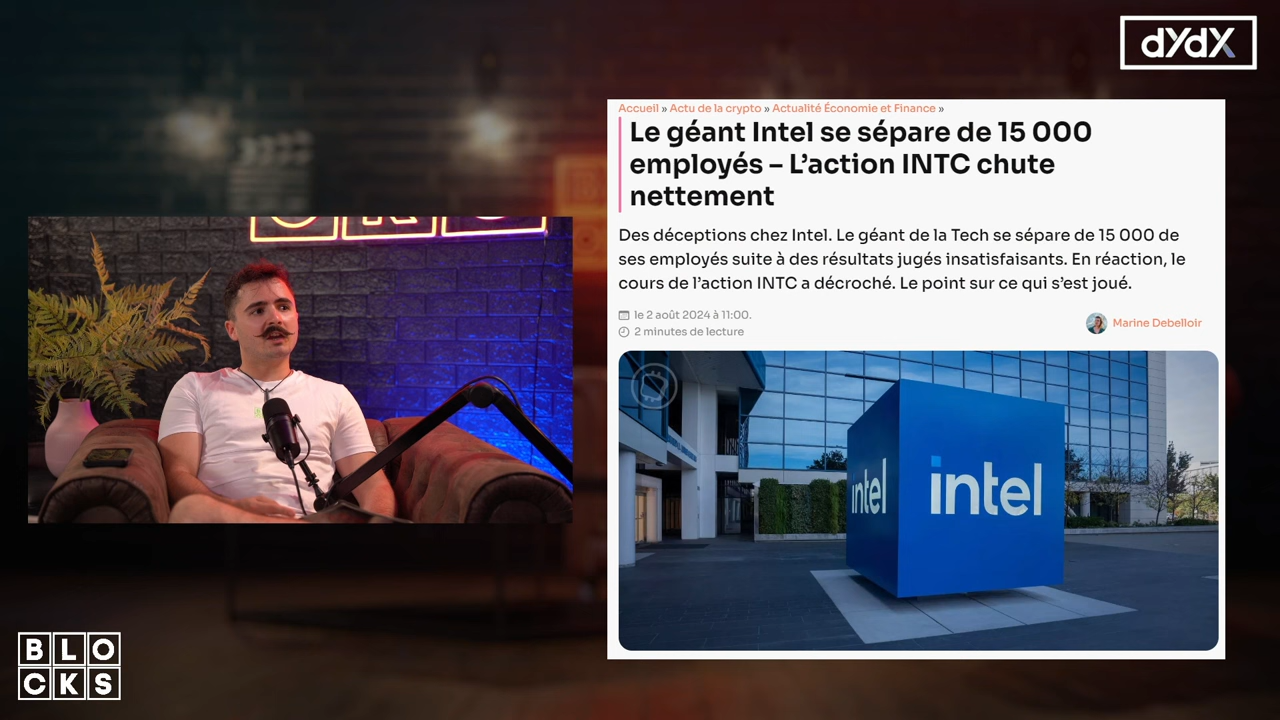 dYdX
Accueil » Actu de la crypto » Actualité Économie et Finance »
Le géant Intel se sépare de 15 000
employés – L’action INTC chute
nettement
Des déceptions chez Intel. Le géant de la Tech se sépare de 15 000 de
ses employés suite à des résultats jugés insatisfaisants. En réaction, le
cours de l’action INTC a décroché. Le point sur ce qui s’est joué.
le 2 août 2024 à 11:00.
2 minutes de lecture
Marine Debelloir
intel
intel
BLO
CKS